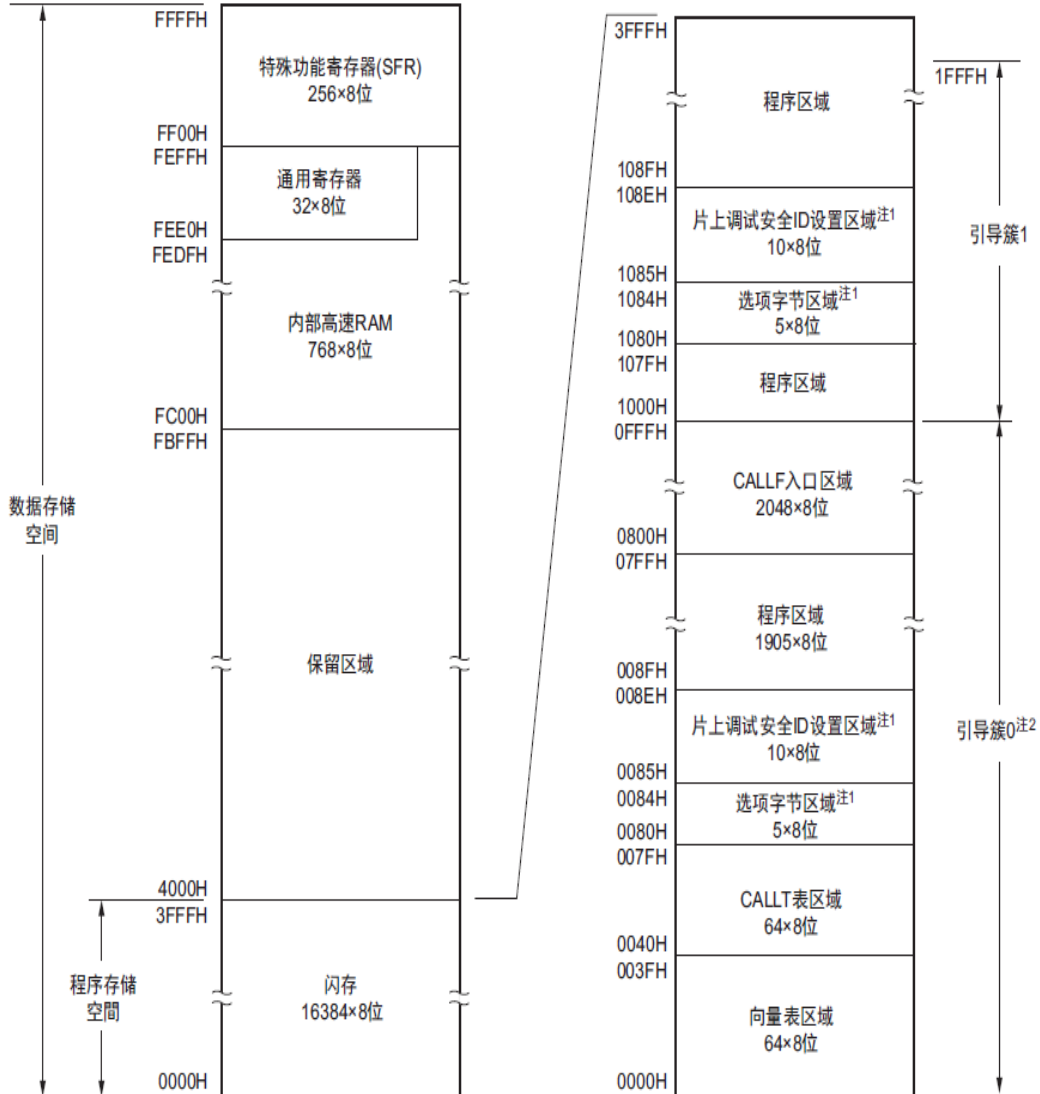 FFFFH
特殊功能寄存器(SFR)
256×8位
FF00H
FEFFH
通用寄存器
32×8位
FEE0H
FEDFH
内部高速RAM
768×8位
FC00H
FBFFH
数据存储
空间
保留区域
4000H
3FFFH
程序存储
空間
闪存
16384×8位
0000H
3FFFH
1FFFH
程序区域
108FH
108EH
片上调试安全ID设置区域注1
10×8位
引导簇1
1085H
1084H
选项字节区域注1
5×8位
1080H
107FH
程序区域
1000H
0FFFH
CALLF入口区域
2048×8位
0800H
07FFH
程序区域
1905×8位
008FH
008EH
片上调试安全ID设置区域注1
10×8位
引导簇0注2
0085H
0084H
选项字节区域注1
5×8位
0080H
007FH
CALLT表区域
64×8位
0040H
003FH
向量表区域
64×8位
0000H